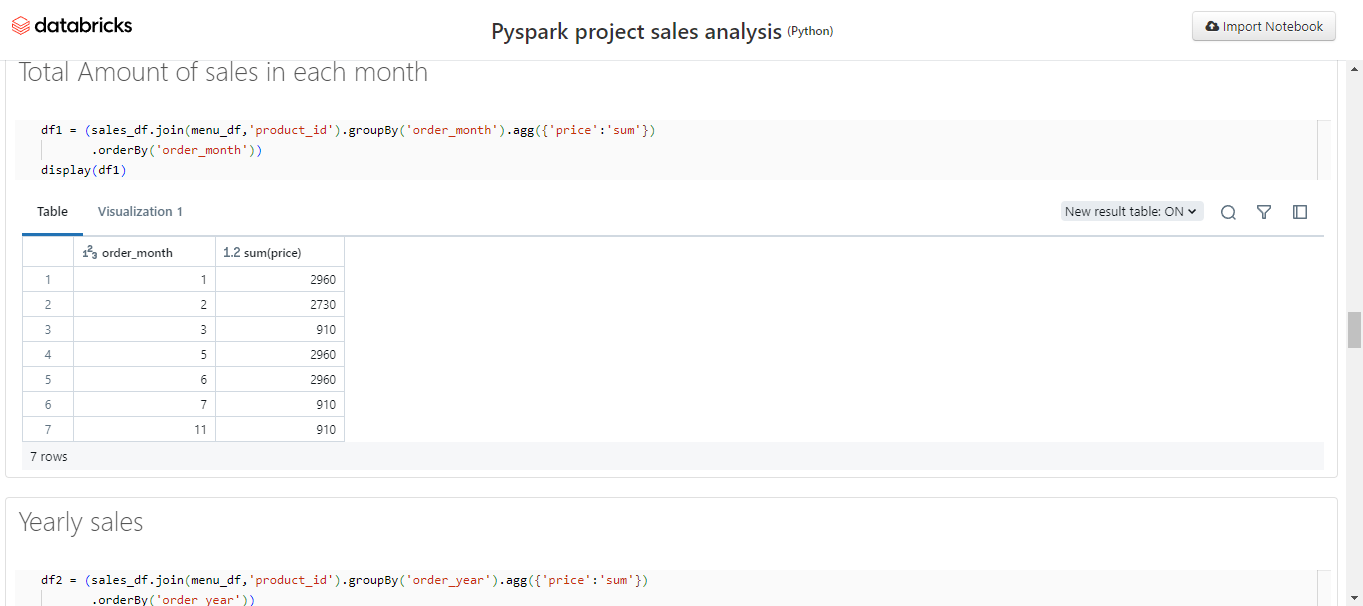 databricks
Pyspark project sales analysis (Python)
Import Notebook
Total Amount of sales in each month
df1 = (sales_df.join(menu_df,'product_id').groupBy('order_month').agg({'price':'sum'})
.orderBy('order_month'))
display(df1)
Table Visualization 1
New result table: ON
1²3 order_month 1.2 sum(price)
1 1 2960
2 2 2730
3 3 910
4 5 2960
5 6 2960
6 7 910
7 11 910
7 rows
Yearly sales
df2 = (sales_df.join(menu_df,'product_id').groupBy('order_year').agg({'price':'sum'})
.orderBy('order_year'))